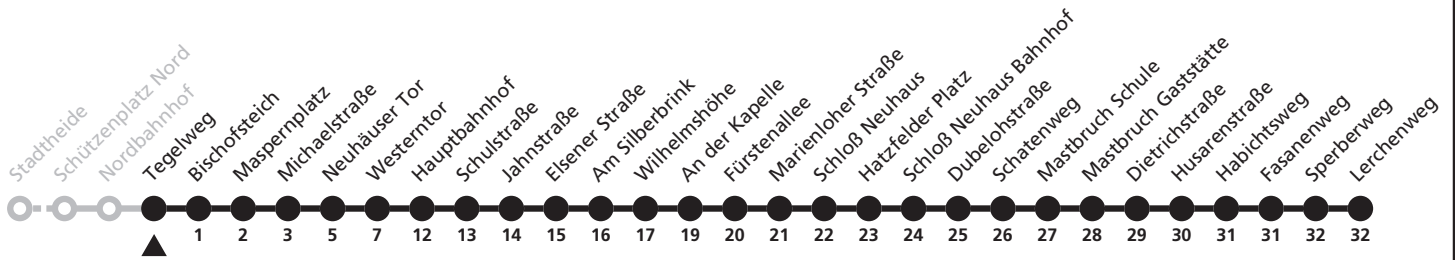 Stadtheide
Schützenplatz Nord
Nordbahnhof
Tegelweg
Bischofsteich
Maspernplatz
Michaelstraße
Neuhäuser Tor
Westerntor
Hauptbahnhof
Schulstraße
Jahnstraße
Elsener Straße
Am Silberbrink
Wilhelmshöhe
An der Kapelle
Fürstenallee
Marienloher Straße
Schloß Neuhaus
Hatzfelder Platz
Schloß Neuhaus Bahnhof
Dubelohstraße
Schatenweg
Mastbruch Schule
Mastbruch Gaststätte
Dietrichstraße
Husarenstraße
Habichtsweg
Fasanenweg
Sperberweg
Lerchenweg
1 2 3 5 7 12 13 14 15 16 17 19 20 21 22 23 24 25 26 27 28 29 30 31 31 32 32